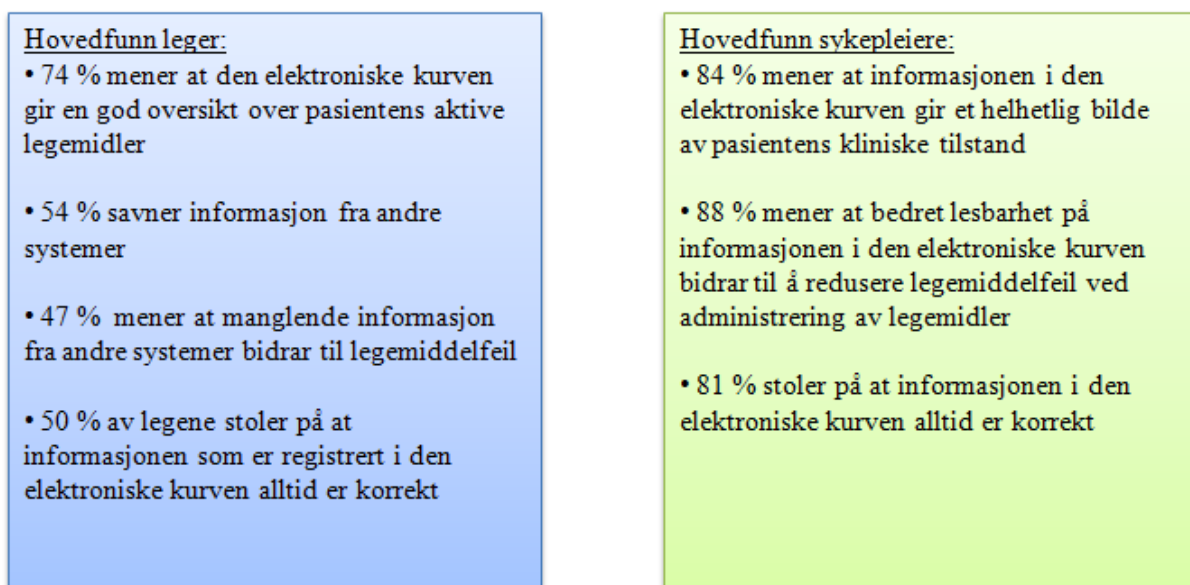 Hovedfunn leger:
• 74 % mener at den elektroniske kurven
gir en god oversikt over pasientens aktive
legemidler
• 54 % savner informasjon fra andre
systemer
• 47 % mener at manglende informasjon
fra andre systemer bidrar til legemiddelfeil
• 50 % av legene stoler på at
informasjonen som er registrert i den
elektroniske kurven alltid er korrekt
Hovedfunn sykepleiere:
• 84 % mener at informasjonen i den
elektroniske kurven gir et helhetlig bilde
av pasientens kliniske tilstand
• 88 % mener at bedret lesbarhet på
informasjonen i den elektroniske kurven
bidrar til å redusere legemiddelfeil ved
administrering av legemidler
• 81 % stoler på at informasjonen i den
elektroniske kurven alltid er korrekt